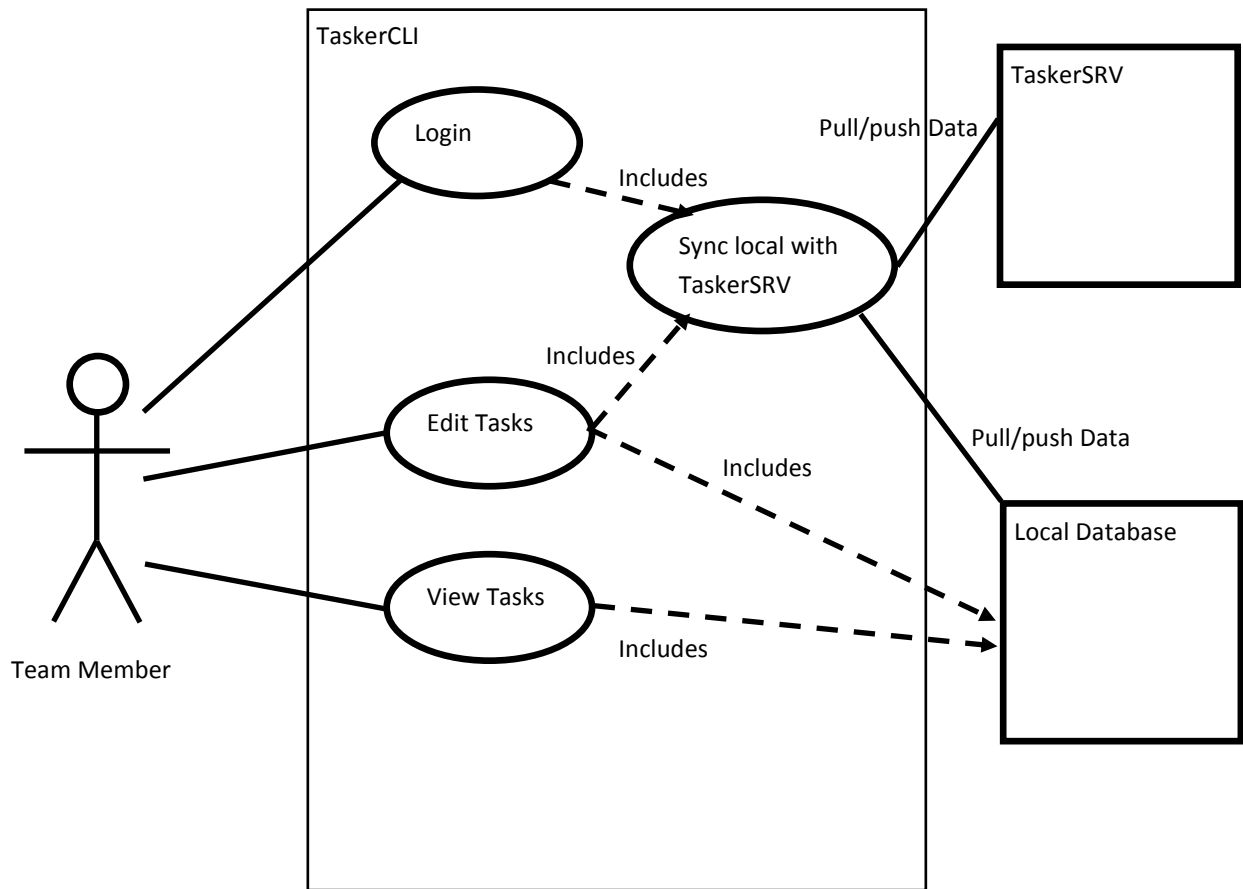 TaskerCLI
TaskerSRV
Login
Pull/push Data
Includes
Sync local with
TaskerSRV
Includes
Edit Tasks
Pull/push Data
Includes
Local Database
View Tasks
Includes
Team Member